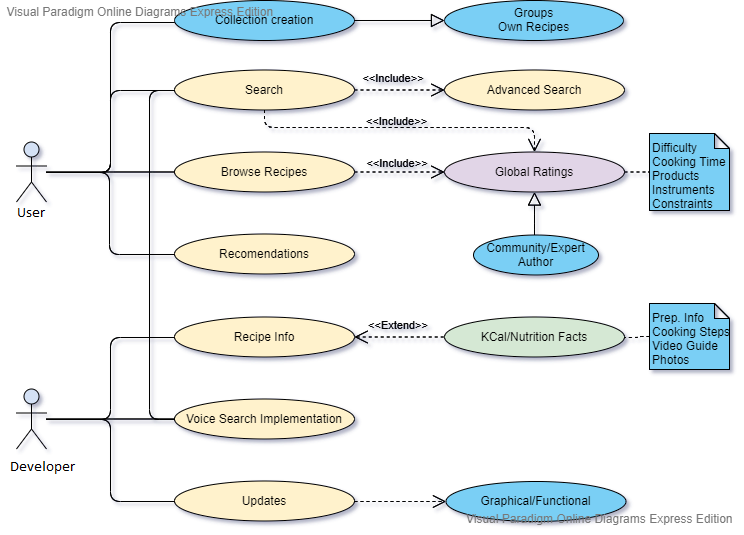 Visual Paradigm Online Diagrams Express Edition
Collection creation
Groups
Own Recipes
<<Include>>
Search
Advanced Search
<<Include>>
Difficulty
Cooking Time
Products
Instruments
Constraints
<<Include>>
Browse Recipes
Global Ratings
User
Community/Expert
Author
Recomendations
Prep. Info
Cooking Steps
Video Guide
Photos
<<Extend>>
Recipe Info
KCal/Nutrition Facts
Voice Search Implementation
Developer
Updates
Graphical/Functional
Visual Paradigm Online Diagrams Express Edition